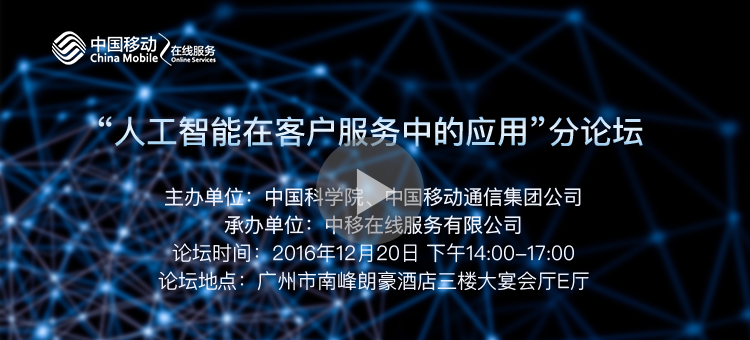 中国移动 在线服务
China Mobile Online Services
“人工智能在客户服务中的应用”分论坛
主办单位：中国科学院、中国移动通信集团公司
承办单位：中移在线服务有限公司
论坛时间：2016年12月20日 下午14:00-17:00
论坛地点：广州市南峰朗豪酒店三楼大宴会厅E厅